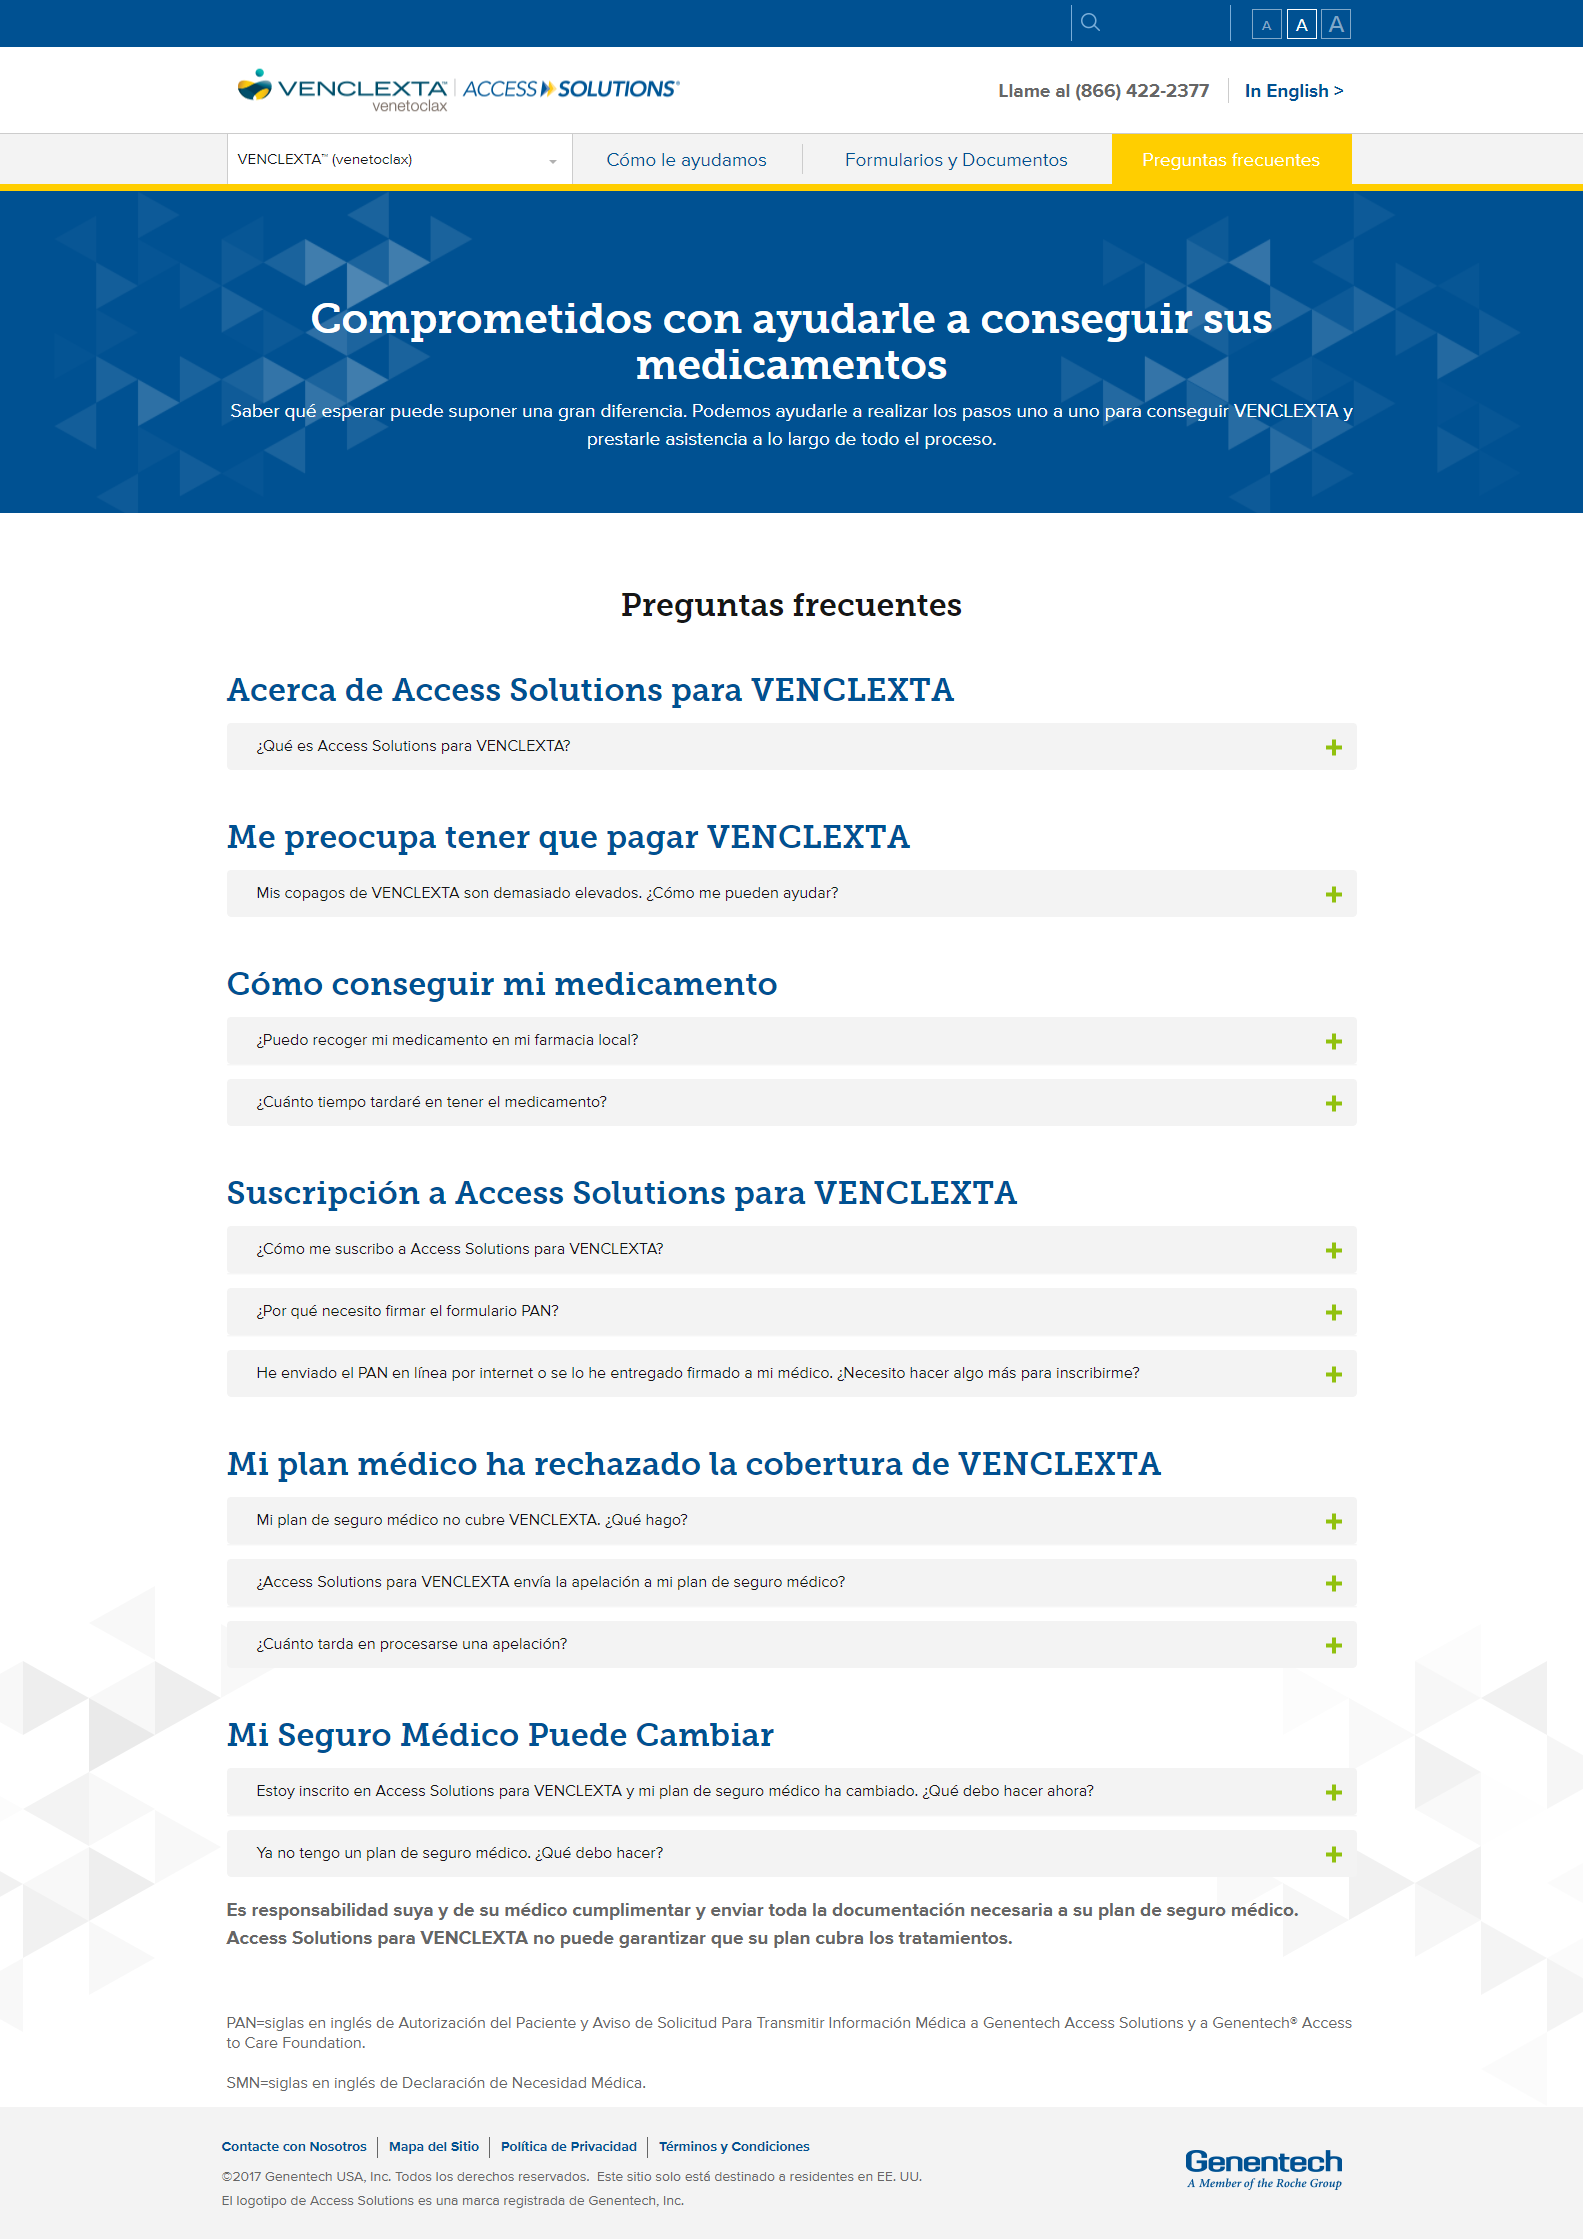 A A A
VENCLEXTA™ | ACCESS SOLUTIONS®
venetoclax
Llame al (866) 422-2377
In English >
VENCLEXTA™ (venetoclax)
Cómo le ayudamos
Formularios y Documentos
Preguntas frecuentes
Comprometidos con ayudarle a conseguir sus
medicamentos
Saber qué esperar puede suponer una gran diferencia. Podemos ayudarle a realizar los pasos uno a uno para conseguir VENCLEXTA y
prestarle asistencia a lo largo de todo el proceso.
Preguntas frecuentes
Acerca de Access Solutions para VENCLEXTA
¿Qué es Access Solutions para VENCLEXTA?
Me preocupa tener que pagar VENCLEXTA
Mis copagos de VENCLEXTA son demasiado elevados. ¿Cómo me pueden ayudar?
Cómo conseguir mi medicamento
¿Puedo recoger mi medicamento en mi farmacia local?
¿Cuánto tiempo tardaré en tener el medicamento?
Suscripción a Access Solutions para VENCLEXTA
¿Cómo me suscribo a Access Solutions para VENCLEXTA?
¿Por qué necesito firmar el formulario PAN?
He enviado el PAN en línea por internet o se lo he entregado firmado a mi médico. ¿Necesito hacer algo más para inscribirme?
Mi plan médico ha rechazado la cobertura de VENCLEXTA
Mi plan de seguro médico no cubre VENCLEXTA. ¿Qué hago?
¿Access Solutions para VENCLEXTA envía la apelación a mi plan de seguro médico?
¿Cuánto tarda en procesarse una apelación?
Mi Seguro Médico Puede Cambiar
Estoy inscrito en Access Solutions para VENCLEXTA y mi plan de seguro médico ha cambiado. ¿Qué debo hacer ahora?
Ya no tengo un plan de seguro médico. ¿Qué debo hacer?
Es responsabilidad suya y de su médico cumplimentar y enviar toda la documentación necesaria a su plan de seguro médico.
Access Solutions para VENCLEXTA no puede garantizar que su plan cubra los tratamientos.
PAN=siglas en inglés de Autorización del Paciente y Aviso de Solicitud Para Transmitir Información Médica a Genentech Access Solutions y a Genentech® Access
to Care Foundation.
SMN=siglas en inglés de Declaración de Necesidad Médica.
Contacte con Nosotros | Mapa del Sitio | Política de Privacidad | Términos y Condiciones
©2017 Genentech USA, Inc. Todos los derechos reservados. Este sitio solo está destinado a residentes en EE. UU.
El logotipo de Access Solutions es una marca registrada de Genentech, Inc.
Genentech
A Member of the Roche Group